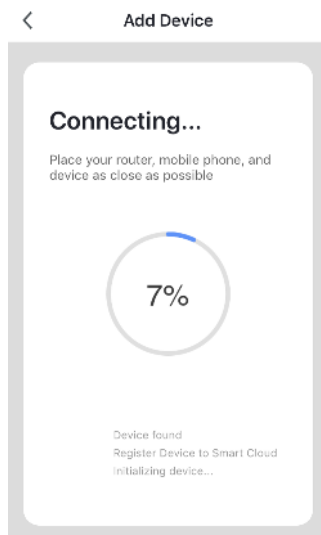 Add Device
Connecting...
Place your router, mobile phone, and
device as close as possible
7%
Device found
Register Device to Smart Cloud
Initializing device...